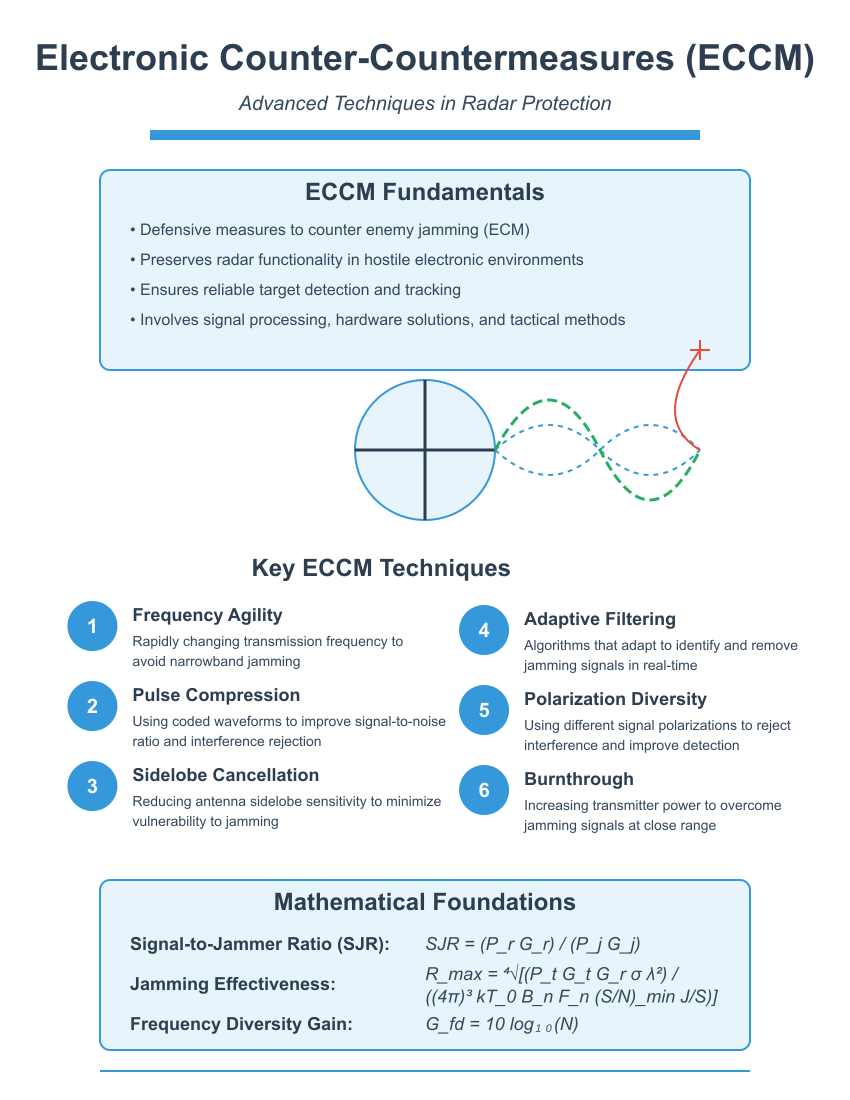 Electronic Counter-Countermeasures (ECCM)
Advanced Techniques in Radar Protection
ECCM Fundamentals
• Defensive measures to counter enemy jamming (ECM)
• Preserves radar functionality in hostile electronic environments
• Ensures reliable target detection and tracking
• Involves signal processing, hardware solutions, and tactical methods
Key ECCM Techniques
1
Frequency Agility
Rapidly changing transmission frequency to
avoid narrowband jamming
2
Pulse Compression
Using coded waveforms to improve signal-to-noise
ratio and interference rejection
3
Sidelobe Cancellation
Reducing antenna sidelobe sensitivity to minimize
vulnerability to jamming
4
Adaptive Filtering
Algorithms that adapt to identify and remove
jamming signals in real-time
5
Polarization Diversity
Using different signal polarizations to reject
interference and improve detection
6
Burnthrough
Increasing transmitter power to overcome
jamming signals at close range
Mathematical Foundations
Signal-to-Jammer Ratio (SJR): SJR = (P_r G_r) / (P_j G_j)
Jamming Effectiveness: R_max = ⁴√[(P_t G_t G_r σ λ²) /
((4π)³ kT_0 B_n F_n (S/N)_min J/S)]
Frequency Diversity Gain: G_fd = 10 log₁₀(N)